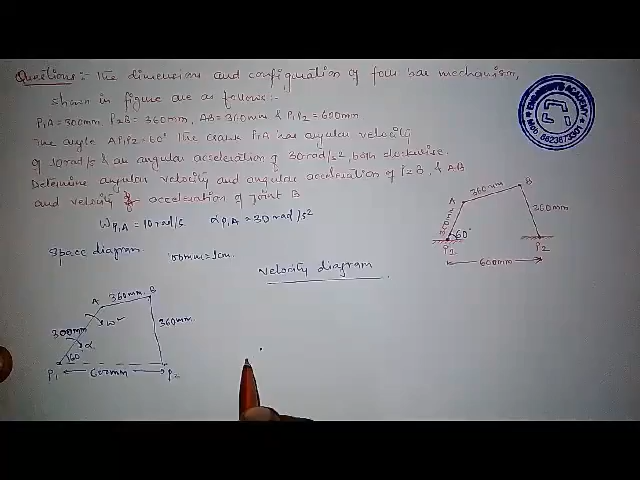 Questions:- The dimensions and configuration of four bar mechanism,
shown in figure are as follows:-
P1A = 300mm P2B = 360mm, AB = 360mm & P1P2 = 600mm
The angle AP1P2 = 60° The crank P1A has angular velocity
of 10 rad/s & an angular acceleration of 30 rad/s², both clockwise.
Determine angular velocity and angular acceleration of P2B, & AB
and velocity & acceleration of joint B
ωP1A = 10 rad/s. αP1A = 30 rad/s²
Space diagram
Velocity diagram
A 360mm B
300mm
ω
α
360mm.
60°
P1 600mm P2
360mm
A
B
300mm
60°
360mm
P1
P2
600mm
ACADEMY
Mob: